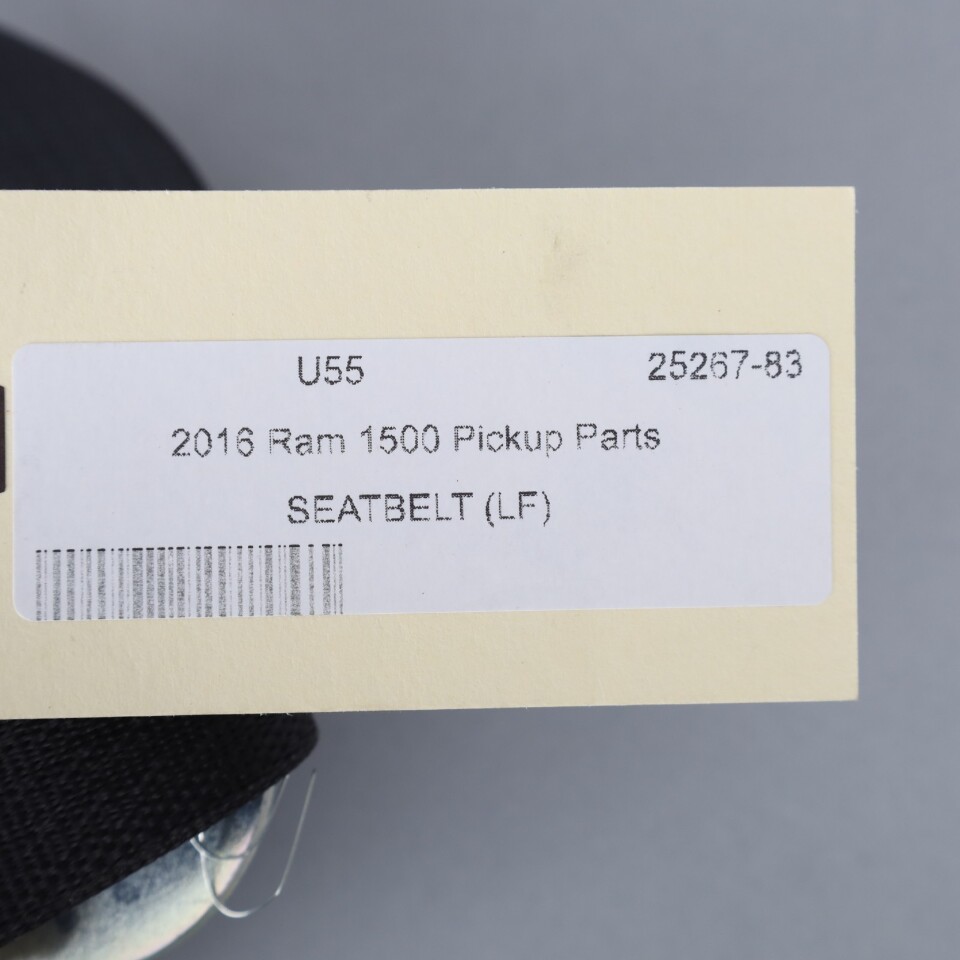 U55 25267-83
2016 Ram 1500 Pickup Parts
SEATBELT (LF)